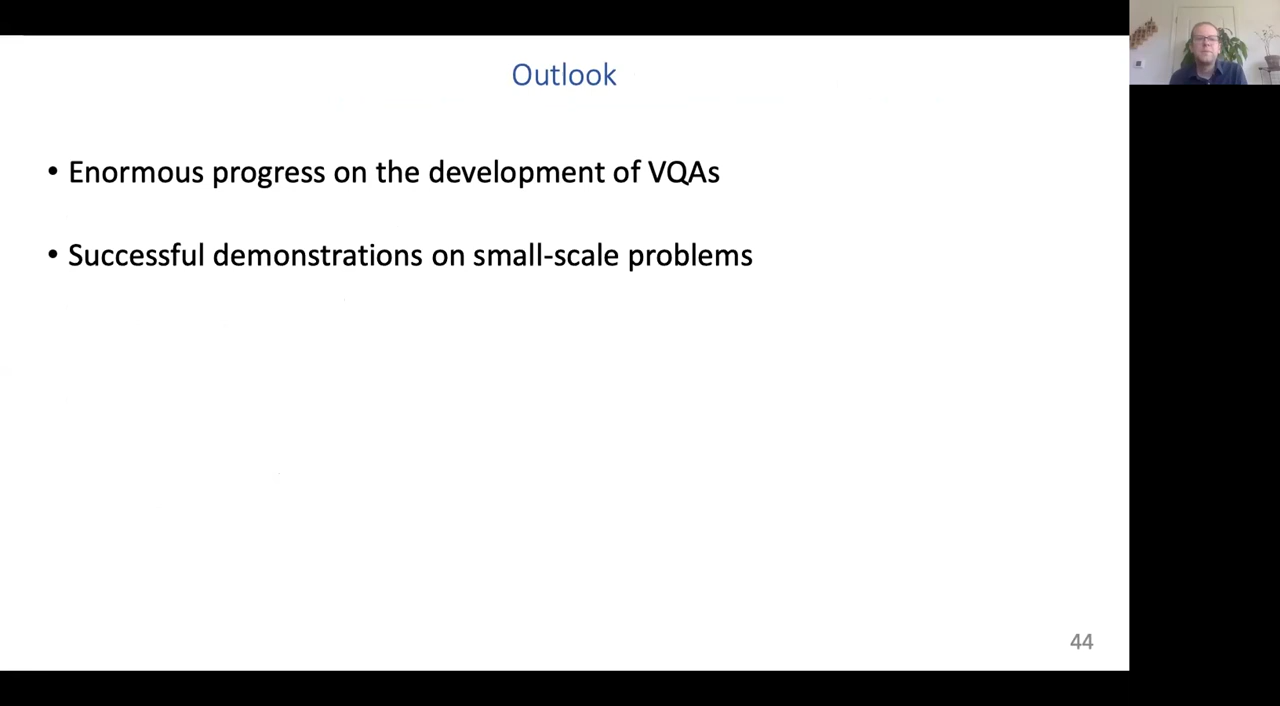 Outlook
• Enormous progress on the development of VQAs
• Successful demonstrations on small-scale problems
44